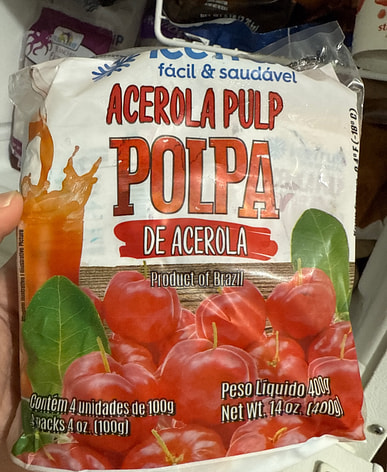 fácil & saudável
ACEROLA PULP
POLPA
DE ACEROLA
Product of Brazil
Contém 4 unidades de 100g
packs 4 oz. (100g)
Peso Líquido 400g
Net Wt. 14 oz. (400g)